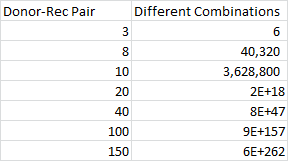 Donor-Rec Pair Different Combinations
3 6
8 40,320
10 3,628,800
20 2E+18
40 8E+47
100 9E+157
150 6E+262